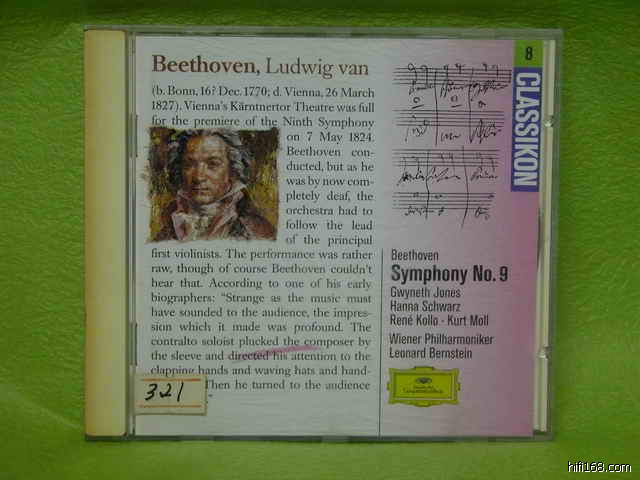 Beethoven, Ludwig van
(b. Bonn, 16? Dec. 1770; d. Vienna, 26 March
1827). Vienna's Kärntnertor Theatre was full
for the premiere of the Ninth Symphony
on 7 May 1824.
Beethoven con-
ducted, but as he
was by now com-
pletely deaf, the
orchestra had to
follow the lead
of the principal
first violinists. The performance was rather
raw, though of course Beethoven couldn't
hear that. According to one of his early
biographers: "Strange as the music must
have sounded to the audience, the impres-
sion which it made was profound. The
contralto soloist plucked the composer by
the sleeve and directed his attention to the
clapping hands and waving hats and hand-
Then he turned to the audience
321
8
CLASSIKON
Beethoven
Symphony No. 9
Gwyneth Jones
Hanna Schwarz
René Kollo · Kurt Moll
Wiener Philharmoniker
Leonard Bernstein
Deutsche
Grammophon
hifi168.com